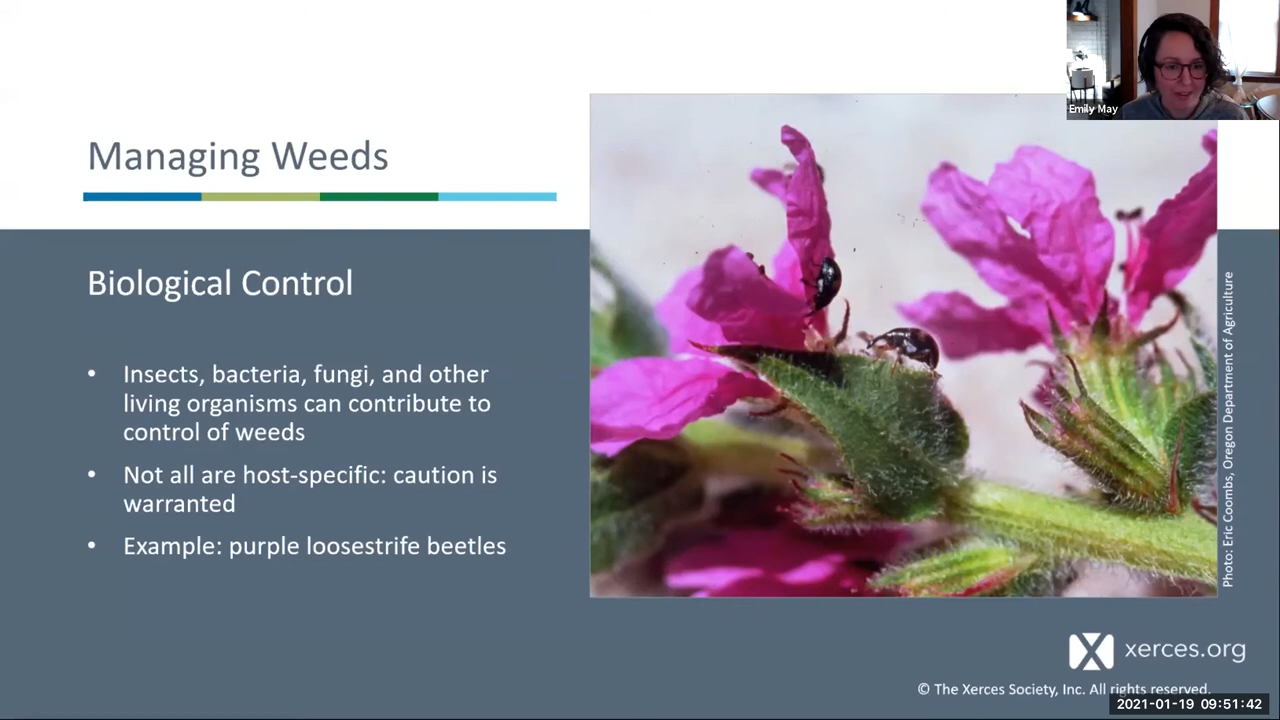 Emily May
Managing Weeds
Biological Control
• Insects, bacteria, fungi, and other
living organisms can contribute to
control of weeds
• Not all are host-specific: caution is
warranted
• Example: purple loosestrife beetles
Photo: Eric Coombs, Oregon Department of Agriculture
xerces.org
© The Xerces Society, Inc. All rights reserved.
2021-01-19 09:51:42